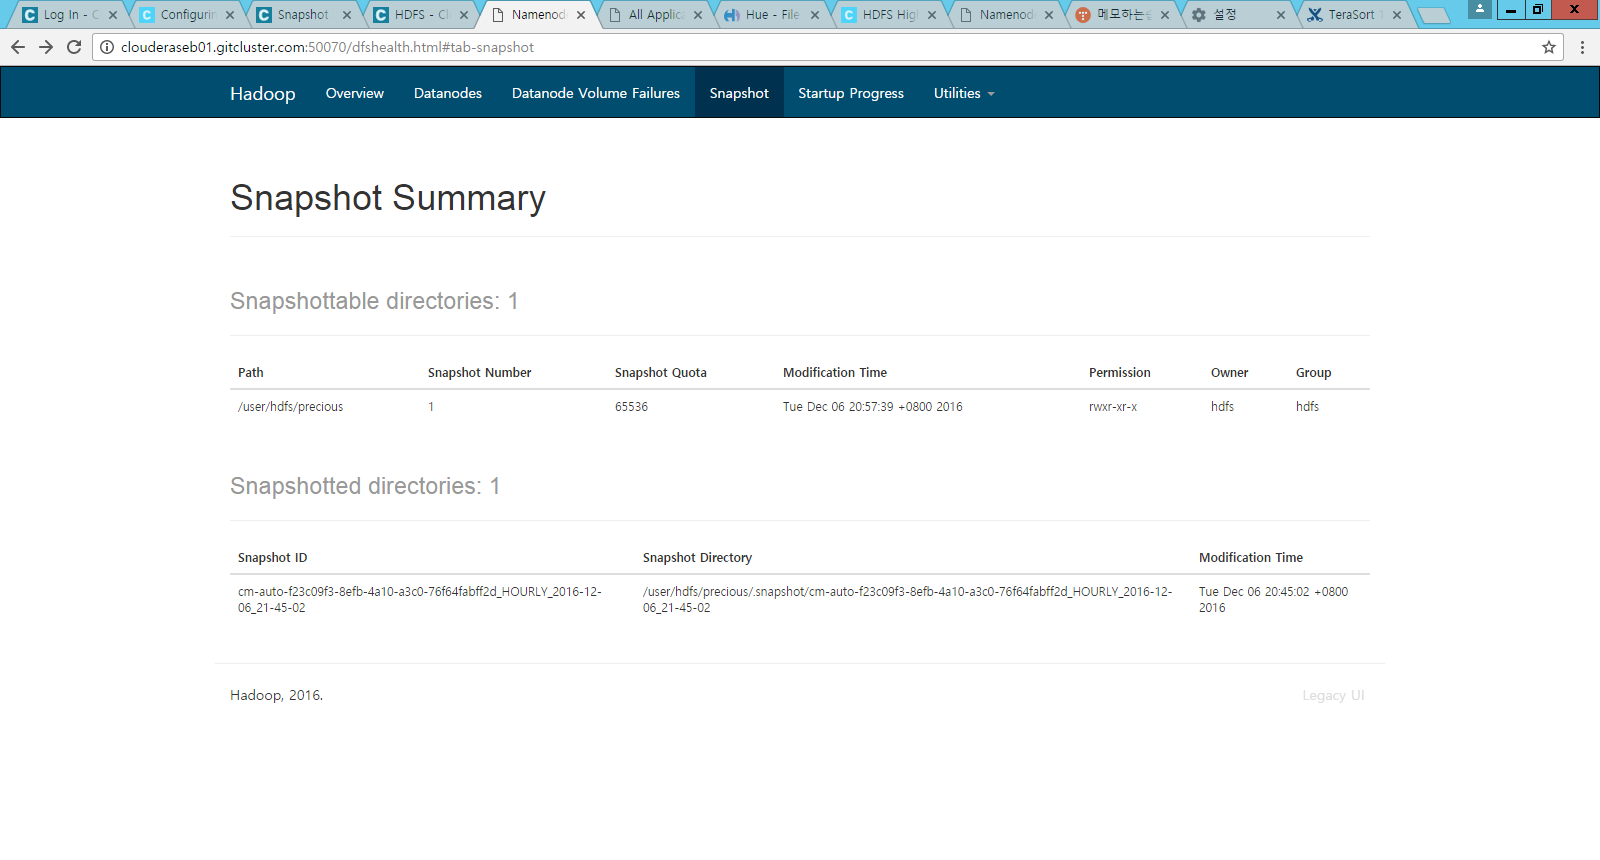 Log In - C
Configurin
Snapshot
HDFS - Cl
Namenod
All Applica
Hue - File
HDFS Hig
Namenod
메모하는
설정
TeraSort
clouderaseb01.gitcluster.com:50070/dfshealth.html#tab-snapshot
Hadoop Overview Datanodes Datanode Volume Failures Snapshot Startup Progress Utilities
Snapshot Summary
Snapshottable directories: 1
Path Snapshot Number Snapshot Quota Modification Time Permission Owner Group
/user/hdfs/precious 1 65536 Tue Dec 06 20:57:39 +0800 2016 rwxr-xr-x hdfs hdfs
Snapshotted directories: 1
Snapshot ID Snapshot Directory Modification Time
cm-auto-f23c09f3-8efb-4a10-a3c0-76f64fabff2d_HOURLY_2016-12-
06_21-45-02
/user/hdfs/precious/.snapshot/cm-auto-f23c09f3-8efb-4a10-a3c0-76f64fabff2d_HOURLY_2016-12-
06_21-45-02
Tue Dec 06 20:45:02 +0800
2016
Hadoop, 2016.
Legacy UI